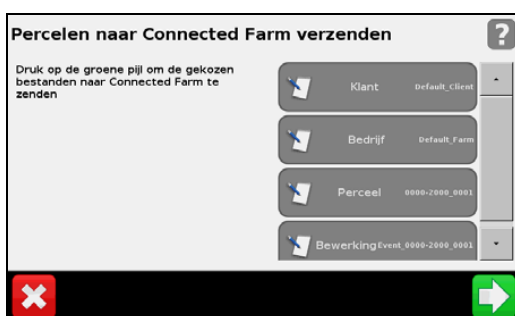 Percelen naar Connected Farm verzenden
?
Druk op de groene pijl om de gekozen
bestanden naar Connected Farm te
zenden
Klant Default_Client
Bedrijf Default_Farm
Perceel 0000-2000_0001
Bewerking Event_0000-2000_0001